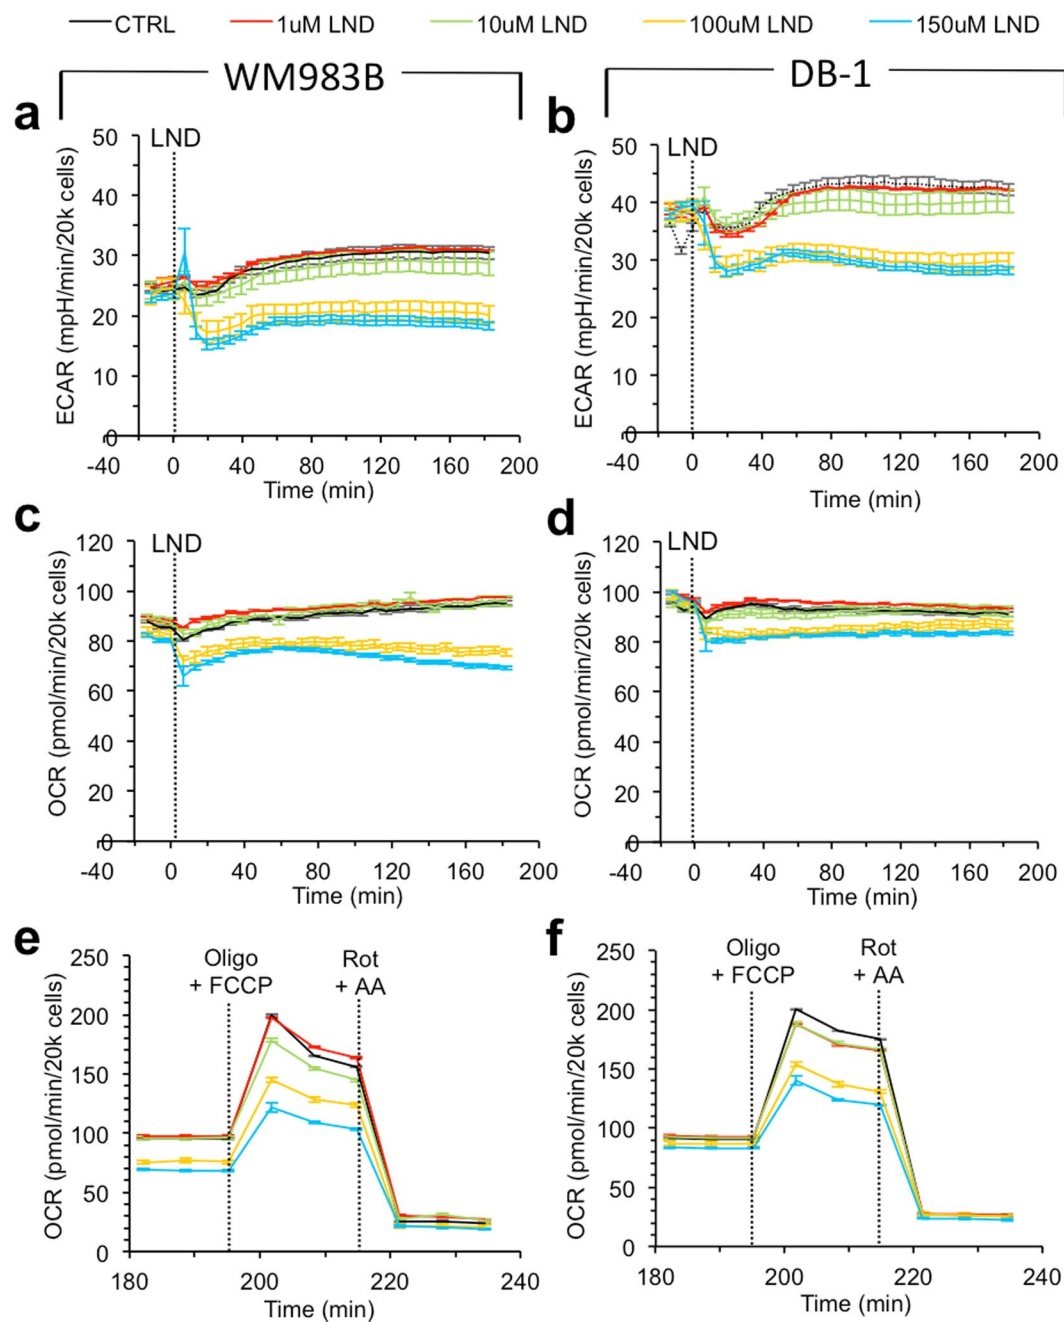 CTRL 1uM LND 10uM LND 100uM LND 150uM LND
WM983B DB-1
a
LND
ECAR (mpH/min/20k cells)
50
40
30
20
10
0
-40 0 40 80 120 160 200
Time (min)
b
LND
ECAR (mpH/min/20k cells)
50
40
30
20
10
0
-40 0 40 80 120 160 200
Time (min)
c
LND
OCR (pmol/min/20k cells)
120
100
80
60
40
20
0
-40 0 40 80 120 160 200
Time (min)
d
LND
OCR (pmol/min/20k cells)
120
100
80
60
40
20
0
-40 0 40 80 120 160 200
Time (min)
e
Oligo
+ FCCP
Rot
+ AA
OCR (pmol/min/20k cells)
250
200
150
100
50
0
180 200 220 240
Time (min)
f
Oligo
+ FCCP
Rot
+ AA
OCR (pmol/min/20k cells)
250
200
150
100
50
0
180 200 220 240
Time (min)